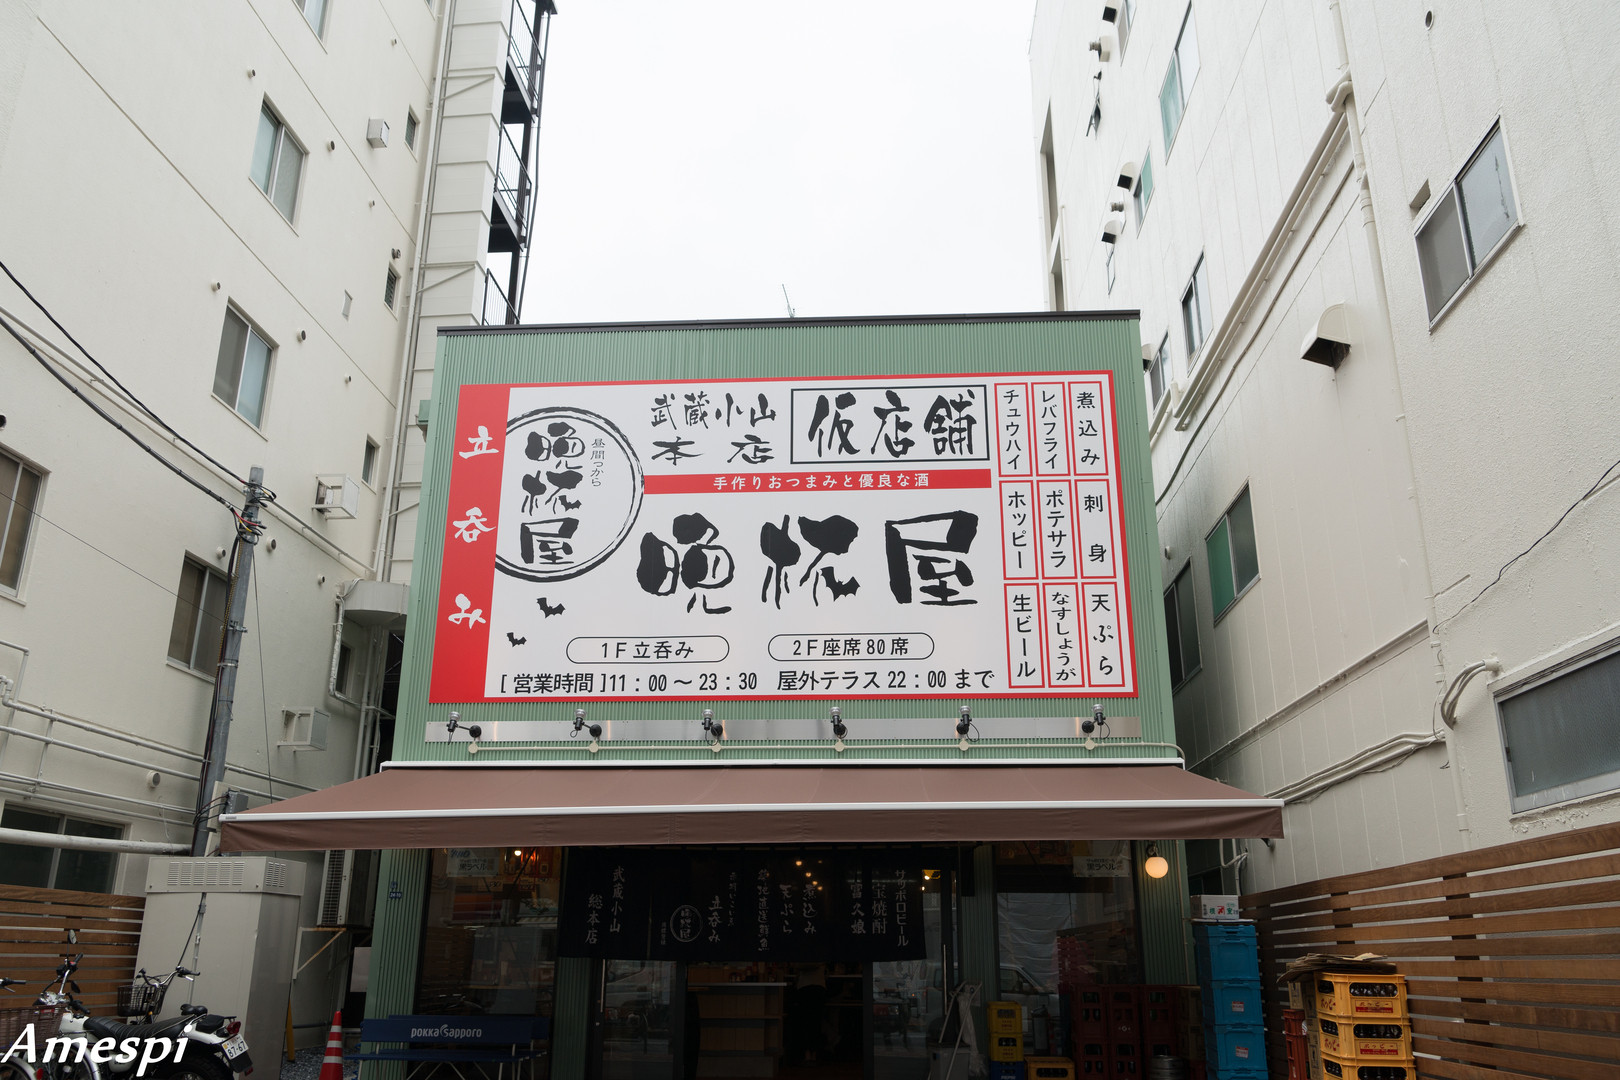 立呑み
昼間っから
晩杯屋
武蔵小山
本店
仮店舗
手作りおつまみと優良な酒
晩杯屋
1F立呑み
2F座席80席
[営業時間]11：00～23：30 屋外テラス22：00まで
煮込み
レバフライ
チュウハイ
刺身
ポテサラ
ホッピー
天ぷら
なすしょうが
生ビール
サッポロビール
宝焼酎
富久娘
煮込み
天ぷら
立呑み
晩杯屋
武蔵小山
総本店
POKKA SAPPORO
Amespi